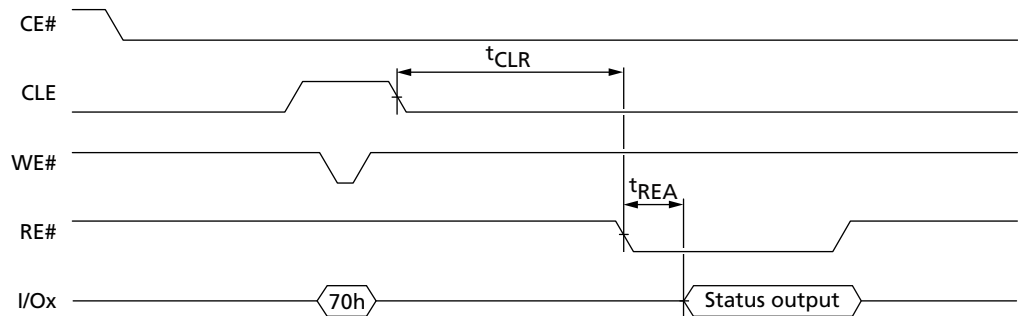 CE#
tCLR
CLE
WE#
tREA
RE#
I/Ox
70h
Status output